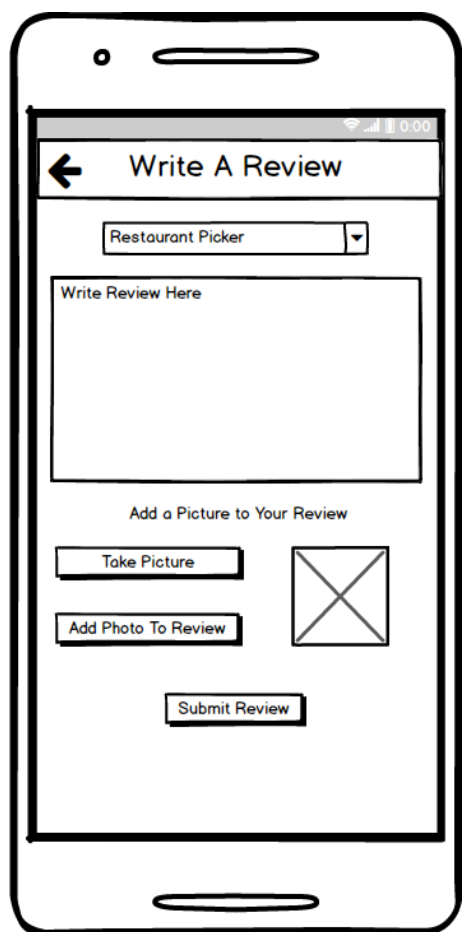 0:00
Write A Review
Restaurant Picker
Write Review Here
Add a Picture to Your Review
Take Picture
Add Photo To Review
Submit Review